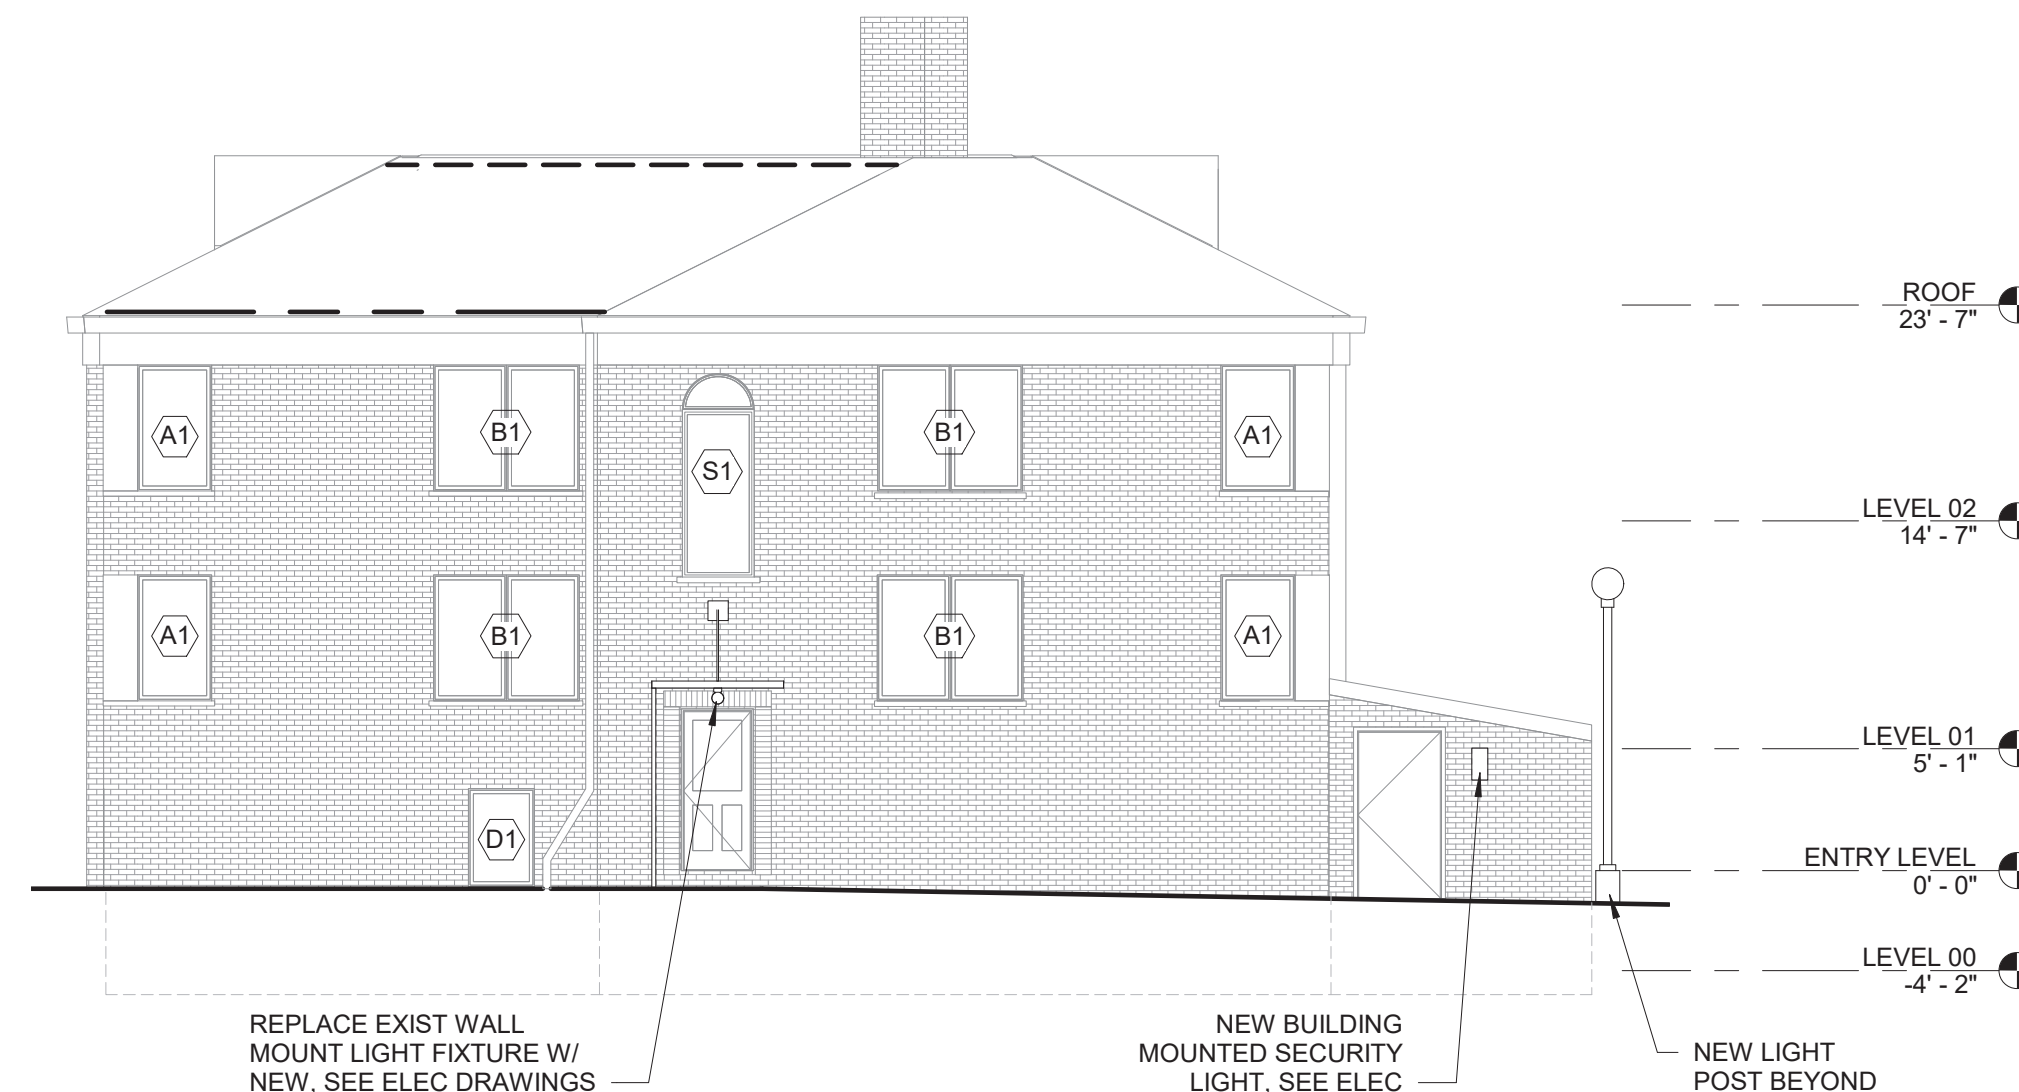 ROOF
23' - 7"
A1
B1
S1
B1
A1
LEVEL 02
14' - 7"
A1
B1
B1
A1
LEVEL 01
5' - 1"
D1
ENTRY LEVEL
0' - 0"
LEVEL 00
-4' - 2"
REPLACE EXIST WALL
MOUNT LIGHT FIXTURE W/
NEW, SEE ELEC DRAWINGS
NEW BUILDING
MOUNTED SECURITY
LIGHT, SEE ELEC
NEW LIGHT
POST BEYOND